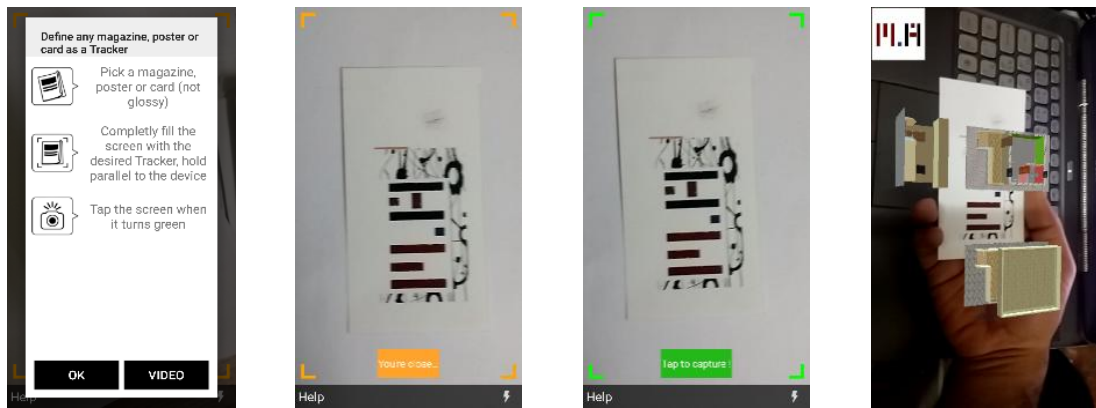 Define any magazine, poster or
card as a Tracker
Pick a magazine,
poster or card (not
glossy)
Completly fill the
screen with the
desired Tracker, hold
parallel to the device
Tap the screen when
it turns green
OK
VIDEO
Help
You're close...
Help
Tap to capture !
Help
M.A